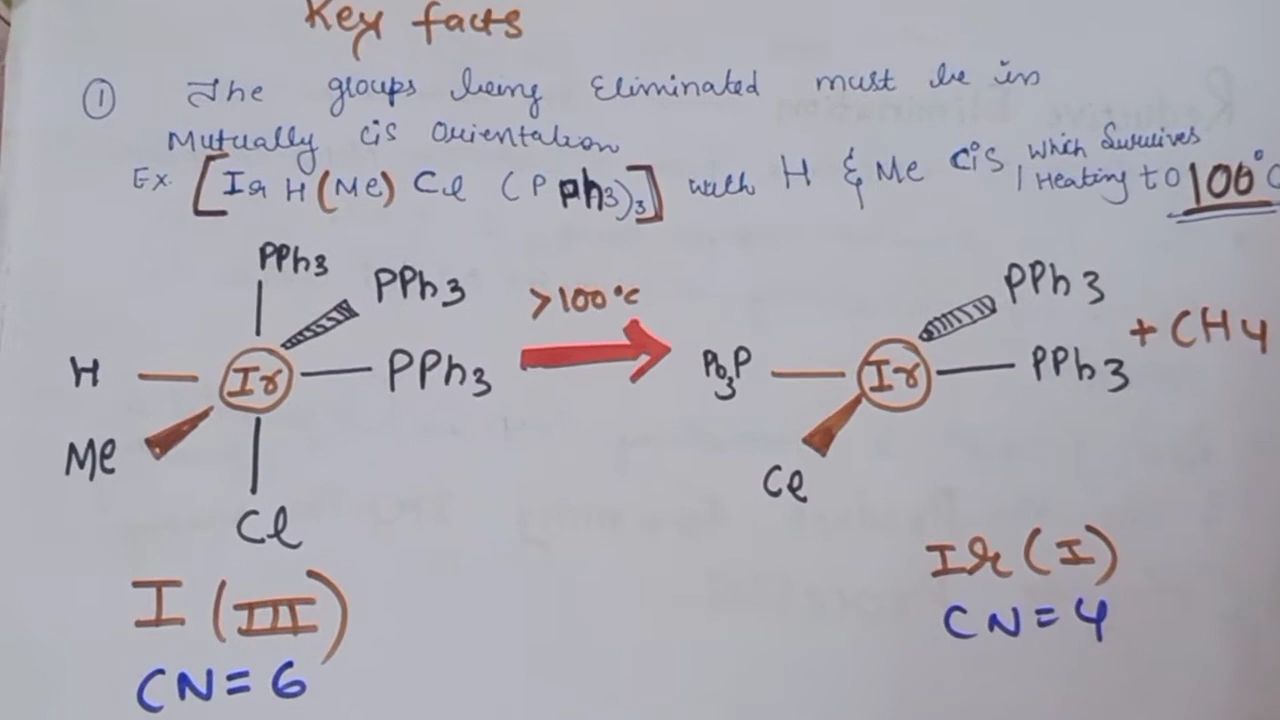 Key facts
① The groups being Eliminated must be in
Mutually cis Orientation
Ex. [Ir H (Me) Cl (P Ph3)3] with H & Me cis, which Survives
Heating to 100°C
PPh3
PPh3
H Ir PPh3
Me
Cl
>100°c
PPh3
Ph3P Ir PPh3 + CH4
Cl
I (III)
CN = 6
Ir (I)
CN = 4